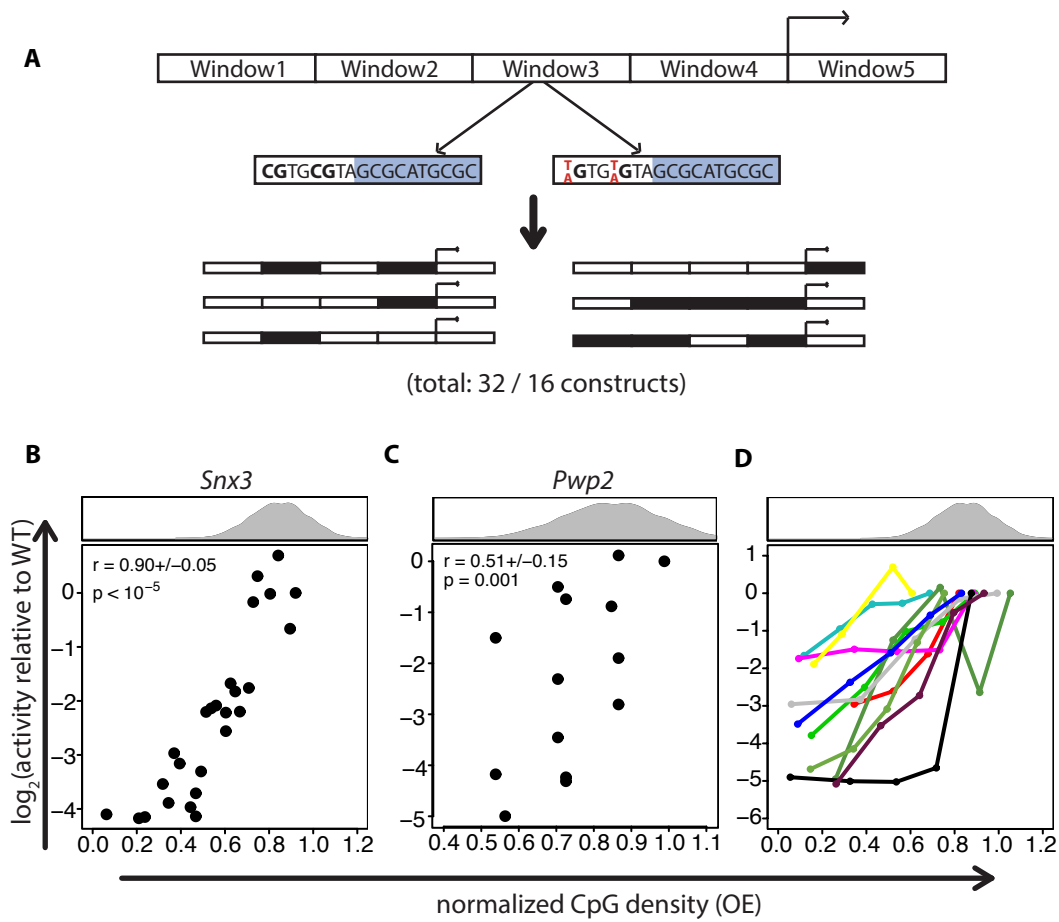 A
Window1 Window2 Window3 Window4 Window5
CGTGCGTAGCGCATGCGC
T T
A GTG A GTAGCGCATGCGC
(total: 32 / 16 constructs)
B C D
Snx3 Pwp2
log2(activity relative to WT)
r = 0.90+/−0.05
p < 10−5
0
−1
−2
−3
−4
0.0 0.2 0.4 0.6 0.8 1.0 1.2
r = 0.51+/−0.15
p = 0.001
0
−1
−2
−3
−4
−5
0.4 0.5 0.6 0.7 0.8 0.9 1.0 1.1
1
0
−1
−2
−3
−4
−5
−6
0.0 0.2 0.4 0.6 0.8 1.0 1.2
normalized CpG density (OE)